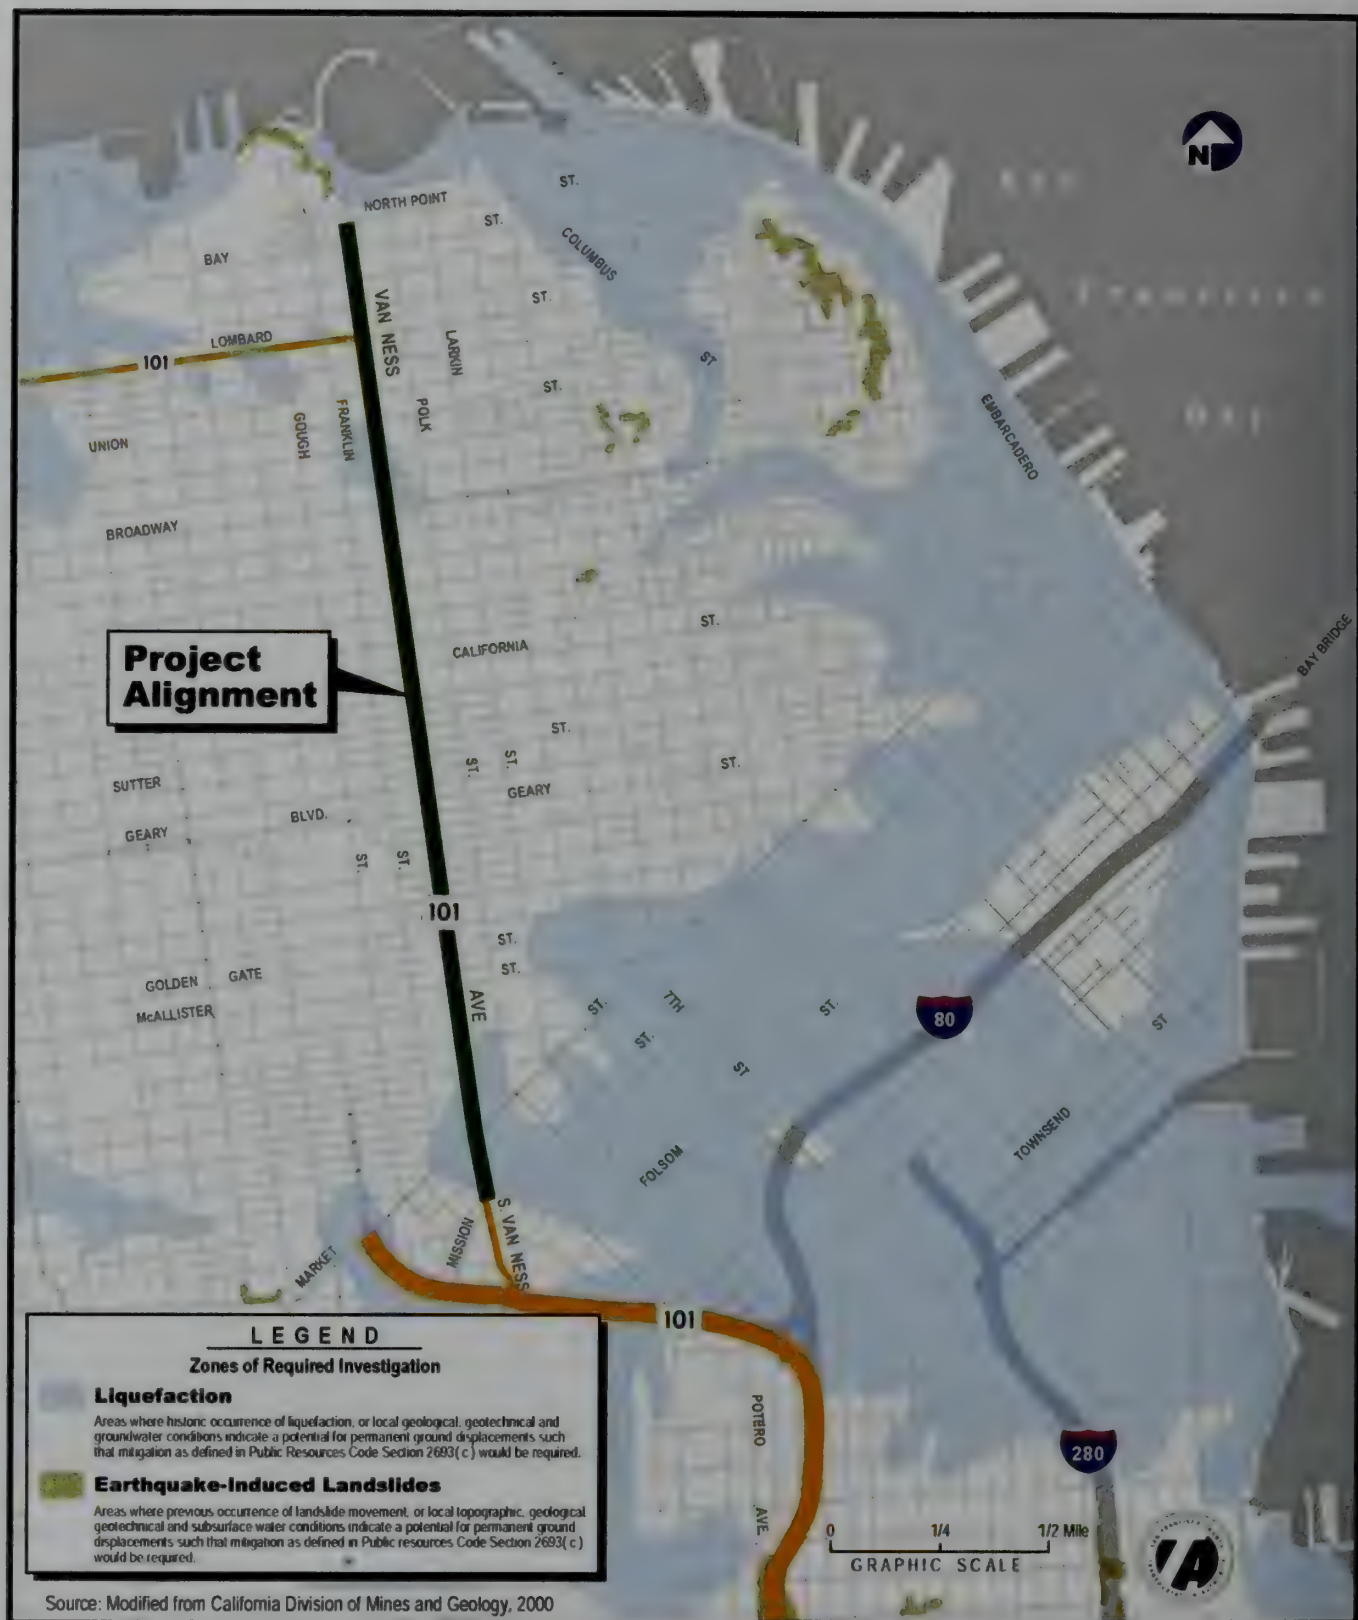 N
San
Francisco
Bay
NORTH POINT
ST.
ST.
COLUMBUS
BAY
VAN NESS
ST.
LARKIN
LOMBARD
101
ST
ST.
EMBARCADERO
FRANKLIN
GOUGH
POLK
UNION
BROADWAY
ST.
BAY BRIDGE
CALIFORNIA
Project
Alignment
ST.
ST.
ST.
ST.
GEARY
SUTTER
BLVD.
GEARY
ST.
ST.
101
ST.
ST.
GOLDEN GATE
McALLISTER
AVE
ST.
7TH
ST.
ST.
ST
80
ST
TOWNSEND
FOLSOM
S. VAN NESS
MISSION
MARKET
101
POTERO
AVE.
280
LEGEND
Zones of Required Investigation
Liquefaction
Areas where historic occurrence of liquefaction, or local geological, geotechnical and
groundwater conditions indicate a potential for permanent ground displacements such
that mitigation as defined in Public Resources Code Section 2693( c ) would be required.
Earthquake-Induced Landslides
Areas where previous occurrence of landslide movement, or local topographic, geological
geotechnical and subsurface water conditions indicate a potential for permanent ground
displacements such that mitigation as defined in Public resources Code Section 2693( c )
would be required.
0 1/4 1/2 Mile
GRAPHIC SCALE
Source: Modified from California Division of Mines and Geology, 2000